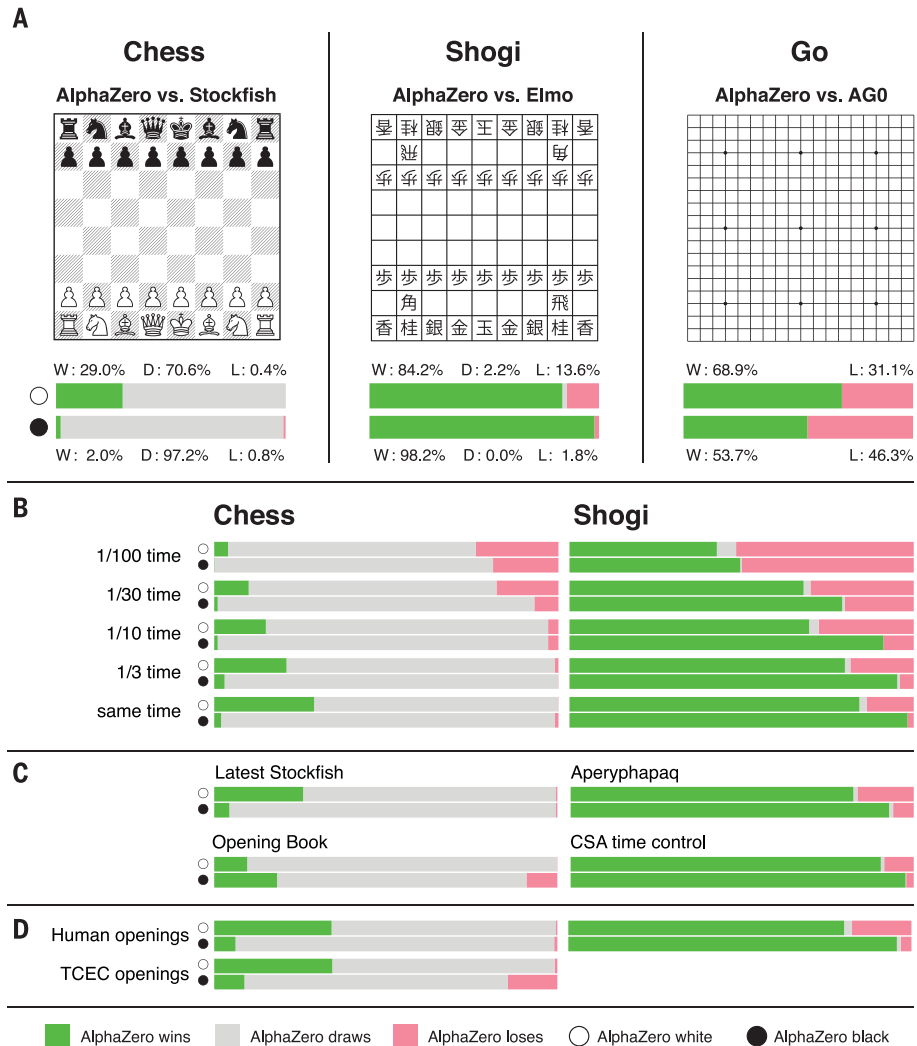 A
Chess
Shogi
Go
AlphaZero vs. Stockfish
AlphaZero vs. Elmo
AlphaZero vs. AG0
香 桂 銀 金 玉 金 銀 桂 香
飛 角
歩 歩 歩 歩 歩 歩 歩 歩 歩
歩 歩 歩 歩 歩 歩 歩 歩 歩
角 飛
香 桂 銀 金 玉 金 銀 桂 香
W: 29.0% D: 70.6% L: 0.4%
W: 84.2% D: 2.2% L: 13.6%
W: 68.9% L: 31.1%
W: 2.0% D: 97.2% L: 0.8%
W: 98.2% D: 0.0% L: 1.8%
W: 53.7% L: 46.3%
B
Chess
Shogi
1/100 time
1/30 time
1/10 time
1/3 time
same time
C
Latest Stockfish
Aperyphapaq
Opening Book
CSA time control
D
Human openings
TCEC openings
AlphaZero wins
AlphaZero draws
AlphaZero loses
AlphaZero white
AlphaZero black